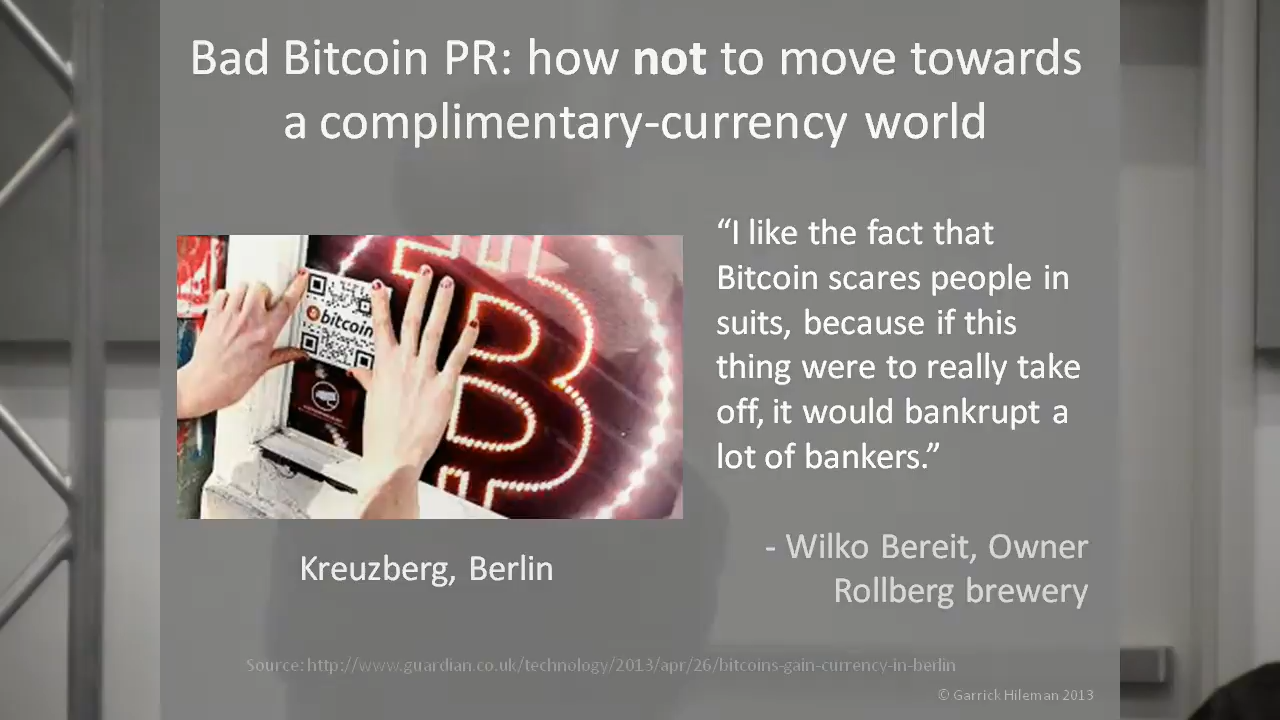 Bad Bitcoin PR: how not to move towards
a complimentary-currency world
bitcoin
“I like the fact that
Bitcoin scares people in
suits, because if this
thing were to really take
off, it would bankrupt a
lot of bankers.”
- Wilko Bereit, Owner
Rollberg brewery
Kreuzberg, Berlin
Source: http://www.guardian.co.uk/technology/2013/apr/26/bitcoins-gain-currency-in-berlin
© Garrick Hileman 2013